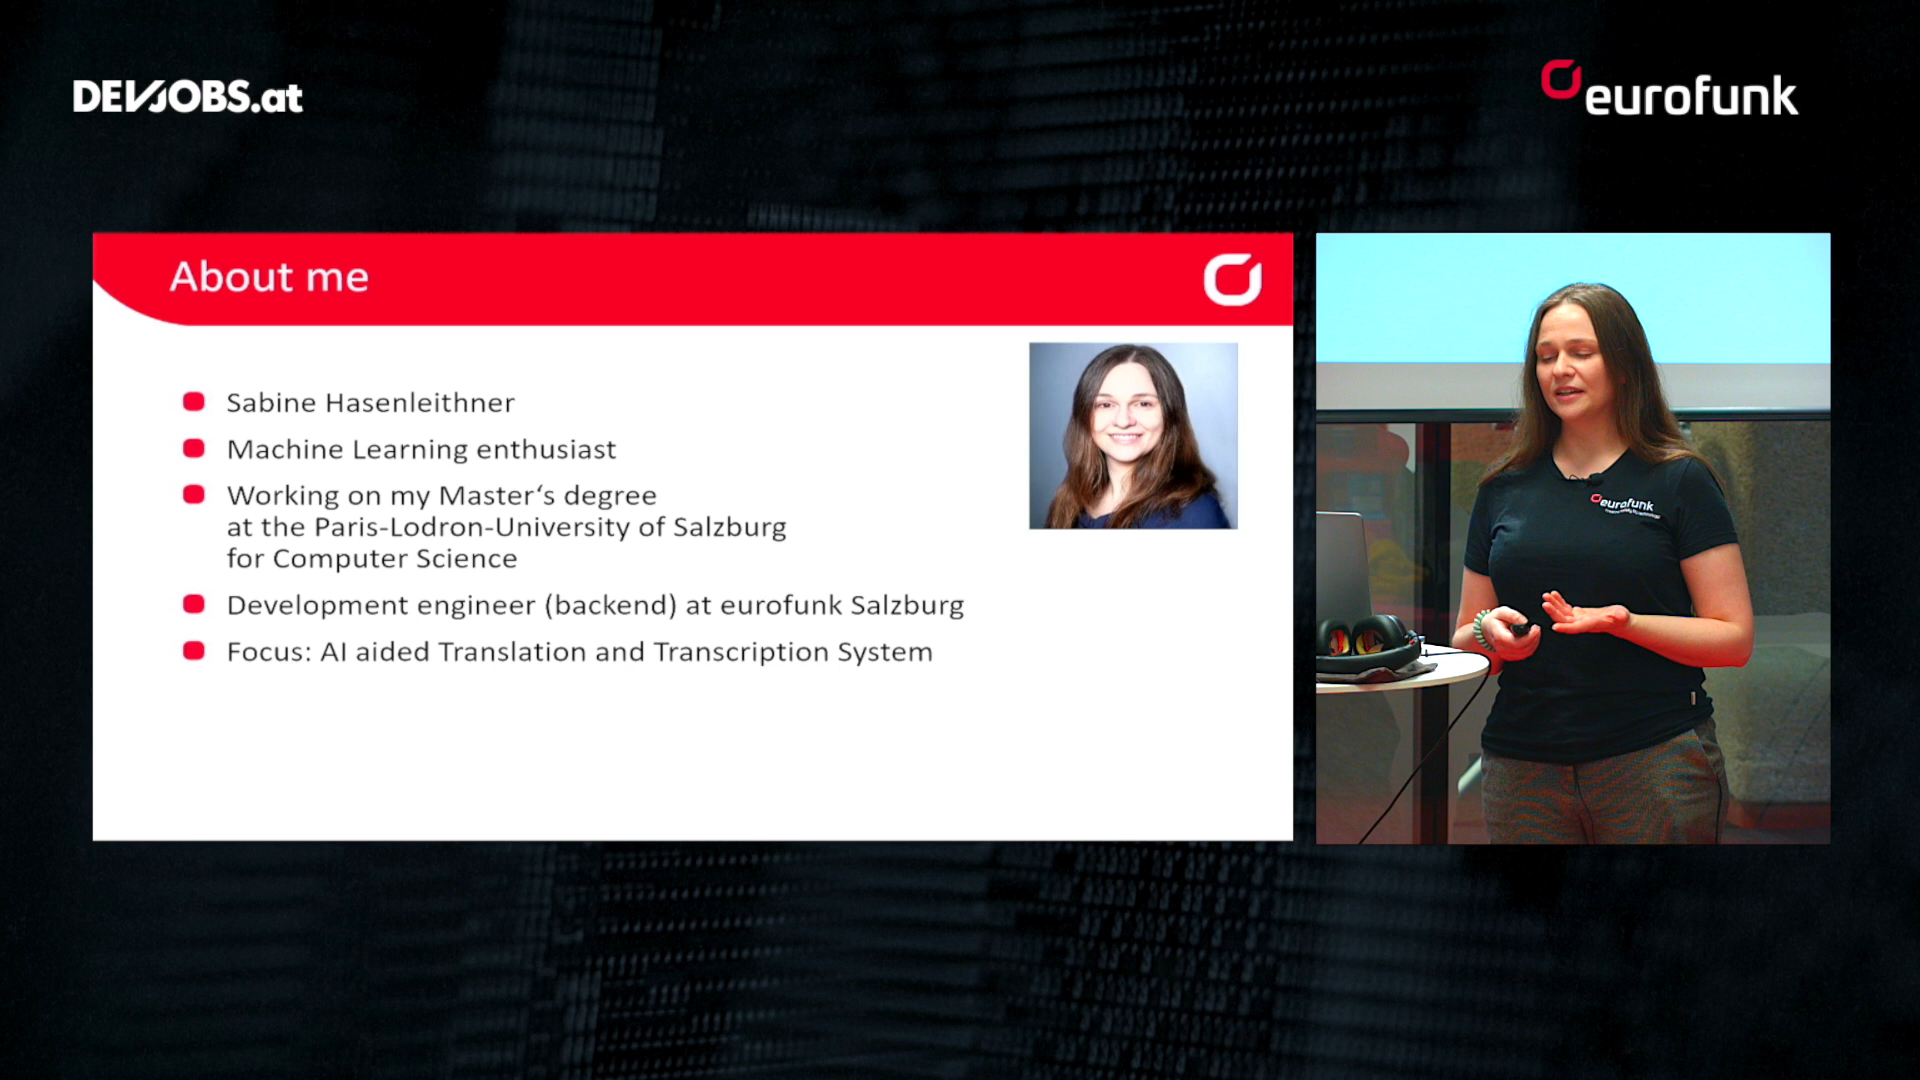 DEVJOBS.at
eurofunk
About me
Sabine Hasenleithner
Machine Learning enthusiast
Working on my Master‘s degree
at the Paris-Lodron-University of Salzburg
for Computer Science
Development engineer (backend) at eurofunk Salzburg
Focus: AI aided Translation and Transcription System
eurofunk